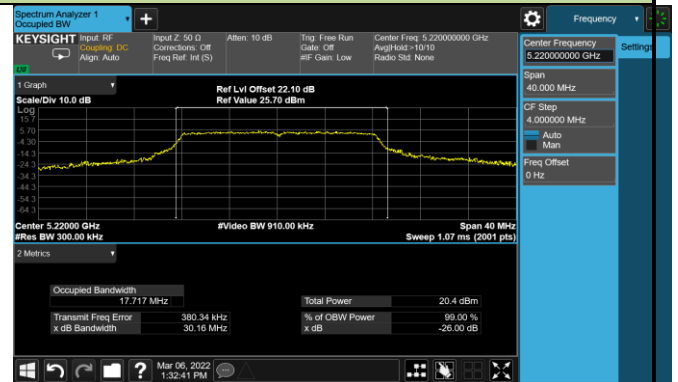 Spectrum Analyzer 1
Occupied BW
+
Frequency
KEYSIGHT Input: RF
Coupling: DC
Align: Auto
Input Z: 50 Ω
Corrections: Off
Freq Ref: Int (S)
Atten: 10 dB
Trig: Free Run
Gate: Off
#IF Gain: Low
Center Freq: 5.220000000 GHz
Avg|Hold:>10/10
Radio Std: None
Center Frequency
5.220000000 GHz
Settings
Span
40.000 MHz
CF Step
4.000000 MHz
Auto
Man
Freq Offset
0 Hz
1 Graph
Scale/Div 10.0 dB
Ref Lvl Offset 22.10 dB
Ref Value 25.70 dBm
Log
15.7
5.70
-4.30
-14.3
-24.3
-34.3
-44.3
-54.3
-64.3
Center 5.22000 GHz
#Video BW 910.00 kHz
Span 40 MHz
#Res BW 300.00 kHz
Sweep 1.07 ms (2001 pts)
2 Metrics
Occupied Bandwidth
17.717 MHz
Total Power 20.4 dBm
Transmit Freq Error 380.34 kHz
% of OBW Power 99.00 %
x dB Bandwidth 30.16 MHz
x dB -26.00 dB
?
Mar 06, 2022
1:32:41 PM